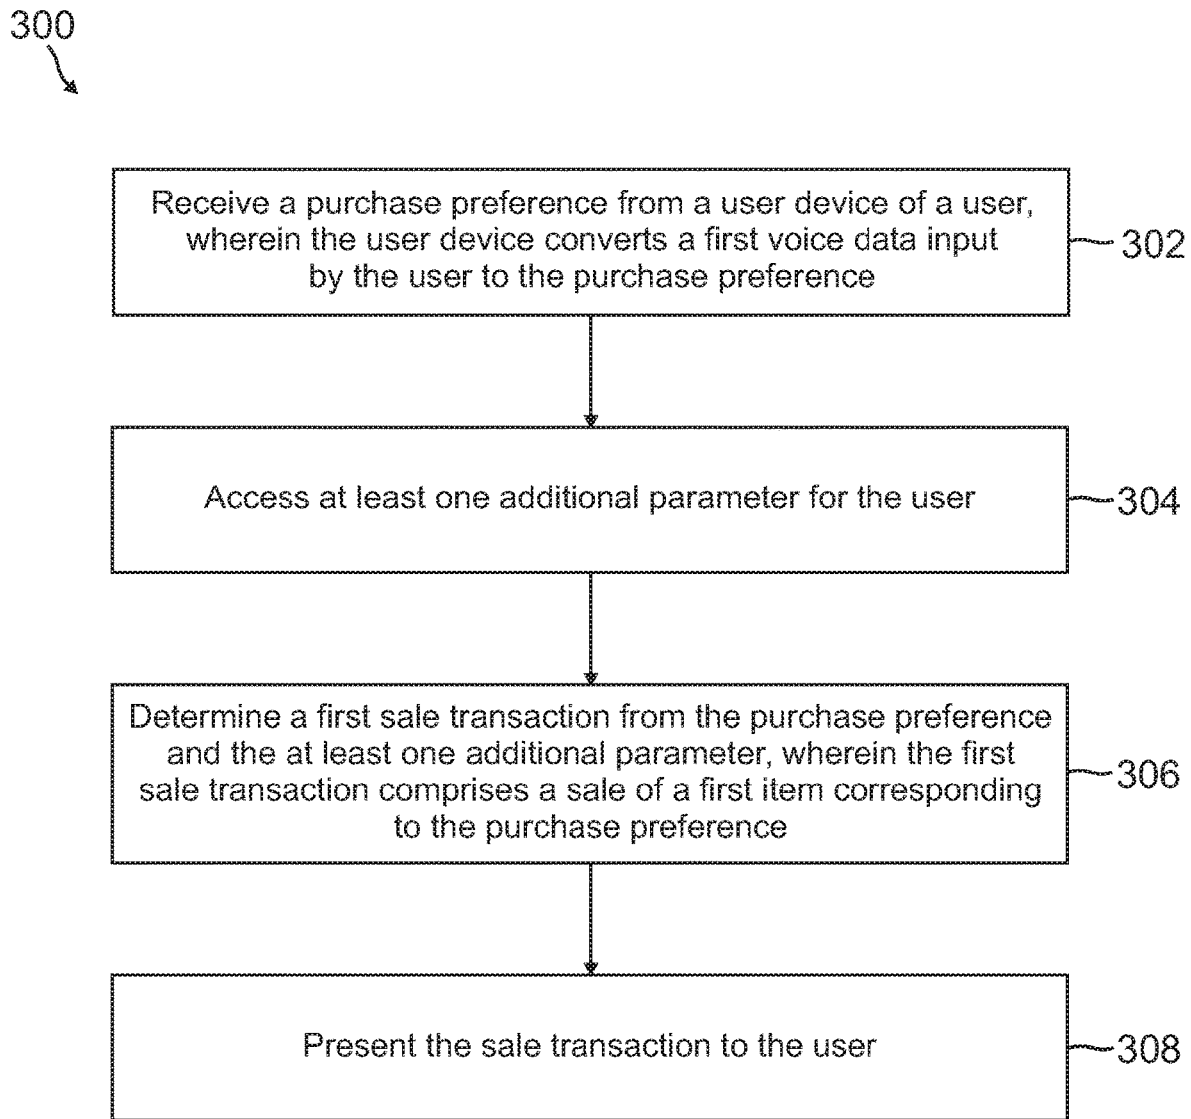 300
Receive a purchase preference from a user device of a user,
wherein the user device converts a first voice data input
by the user to the purchase preference
302
Access at least one additional parameter for the user
304
Determine a first sale transaction from the purchase preference
and the at least one additional parameter, wherein the first
sale transaction comprises a sale of a first item corresponding
to the purchase preference
306
Present the sale transaction to the user
308